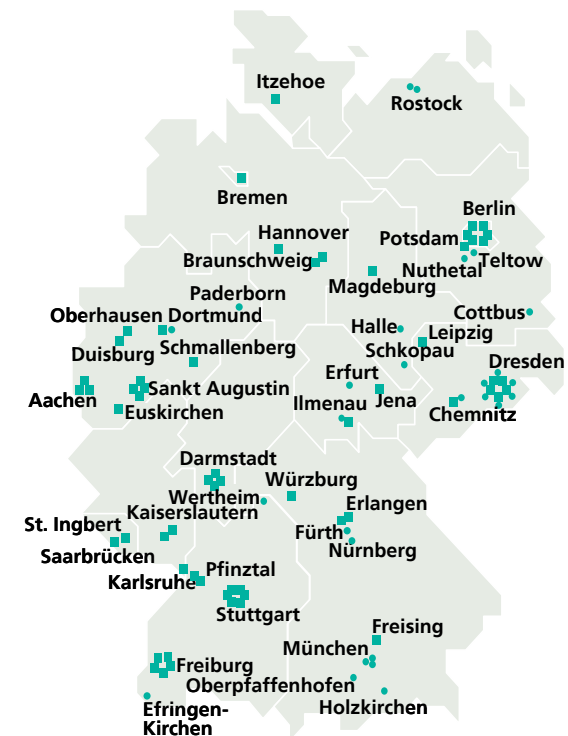 Itzehoe
Rostock
Bremen
Berlin
Hannover
Potsdam
Braunschweig
Teltow
Nuthetal
Magdeburg
Paderborn
Oberhausen Dortmund
Cottbus
Halle
Leipzig
Duisburg
Schmallenberg
Schkopau
Dresden
Erfurt
Aachen
Sankt Augustin
Ilmenau
Jena
Euskirchen
Chemnitz
Darmstadt
Würzburg
Wertheim
Kaiserslautern
Erlangen
St. Ingbert
Fürth
Nürnberg
Saarbrücken
Pfinztal
Karlsruhe
Stuttgart
Freising
München
Freiburg
Oberpfaffenhofen
Holzkirchen
Efringen-
Kirchen